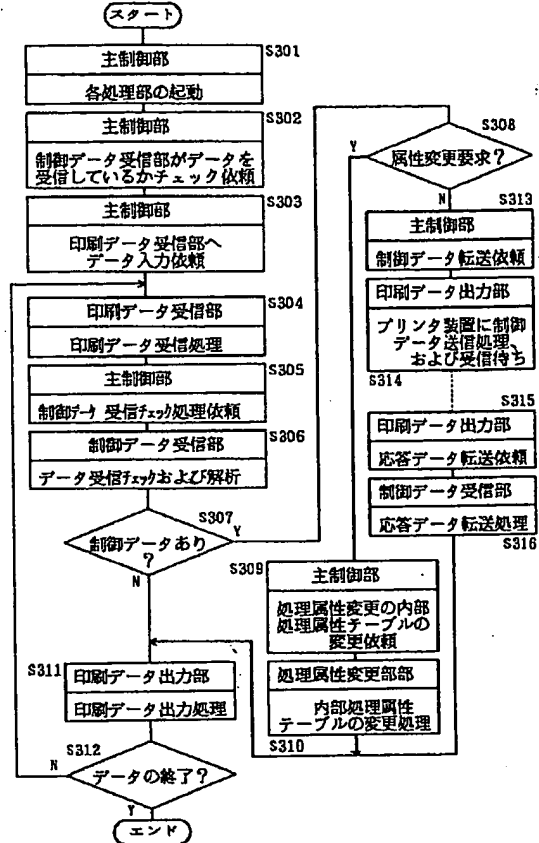 スタート
S301
主制御部
各処理部の起動
S302
主制御部
制御データ受信部がデータを
受信しているかチェック依頼
S303
主制御部
印刷データ受信部へ
データ入力依頼
S304
印刷データ受信部
印刷データ受信処理
S305
主制御部
制御データ 受信チェック処理依頼
S306
制御データ受信部
データ受信チェックおよび解析
S307
制御データあり
?
Y
N
S308
属性変更要求?
Y
N
S313
主制御部
制御データ転送依頼
印刷データ出力部
プリンタ装置に制御
データ送信処理、
および受信待ち
S314
S315
印刷データ出力部
応答データ転送依頼
制御データ受信部
応答データ転送処理
S316
S309
主制御部
処理属性変更の内部
処理属性テーブルの
変更依頼
処理属性変更部部
内部処理属性
テーブルの変更処理
S310
S311
印刷データ出力部
印刷データ出力処理
S312
データの終了?
N
Y
エンド